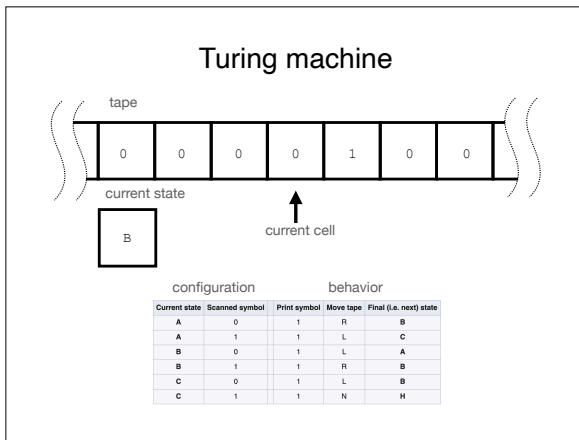 Turing machine
tape
0 0 0 0 1 0 0
current state
B
current cell
configuration behavior
Current state Scanned symbol Print symbol Move tape Final (i.e. next) state
A 0 1 R B
A 1 1 L C
B 0 1 L A
B 1 1 R B
C 0 1 L B
C 1 1 N H